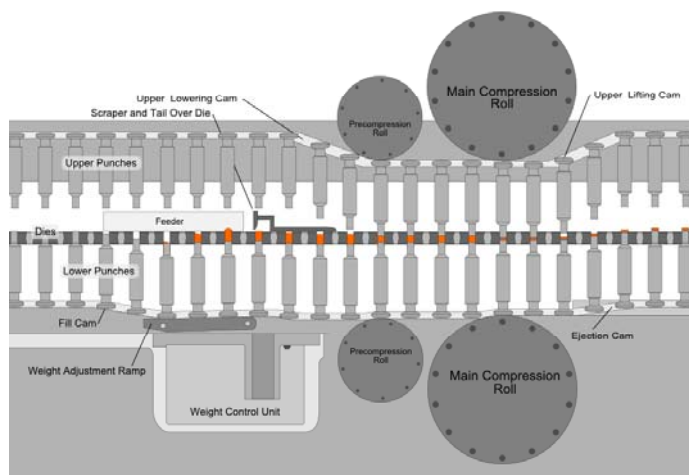 Upper Lowering Cam
Scraper and Tail Over Die
Main Compression
Roll
Upper Lifting Cam
Precompression
Roll
Upper Punches
Feeder
Dies
Lower Punches
Fill Cam
Ejection Cam
Weight Adjustment Ramp
Precompression
Roll
Main Compression
Roll
Weight Control Unit